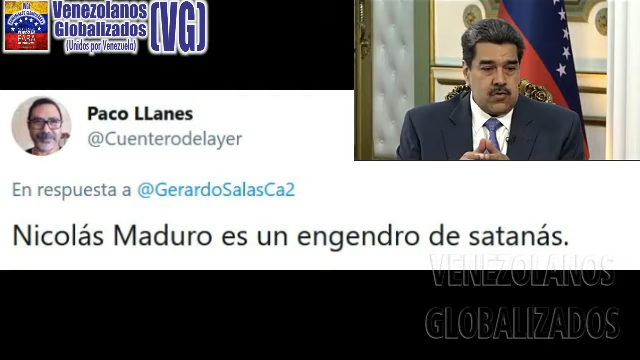 Venezolanos
Globalizados
(Unidos por Venezuela)
(VG)
Paco LLanes
@Cuenterodelayer
En respuesta a @GerardoSalasCa2
Nicolás Maduro es un engendro de satanás.
VENEZOLANOS
GLOBALIZADOS